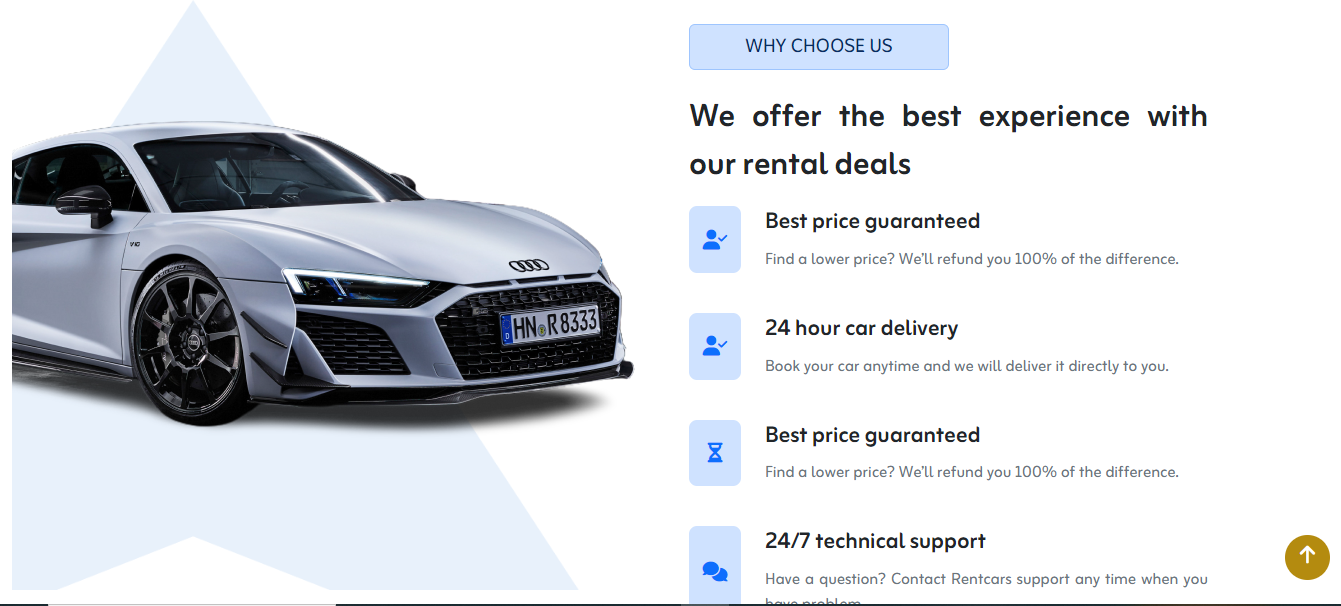 WHY CHOOSE US
We offer the best experience with
our rental deals
Best price guaranteed
Find a lower price? We'll refund you 100% of the difference.
24 hour car delivery
Book your car anytime and we will deliver it directly to you.
Best price guaranteed
Find a lower price? We'll refund you 100% of the difference.
24/7 technical support
Have a question? Contact Rentcars support any time when you
have problem
V10
D
HN R 8333